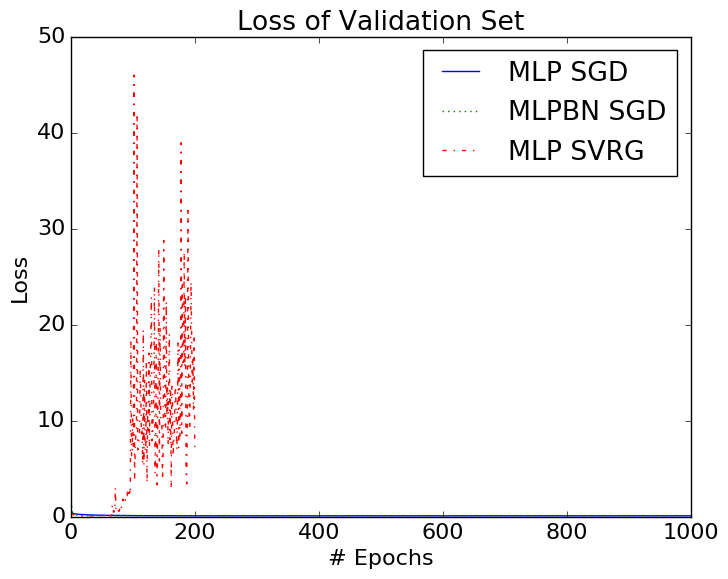 Loss of Validation Set
50
40
30
20
10
0
Loss
MLP SGD
MLPBN SGD
MLP SVRG
0 200 400 600 800 1000
# Epochs